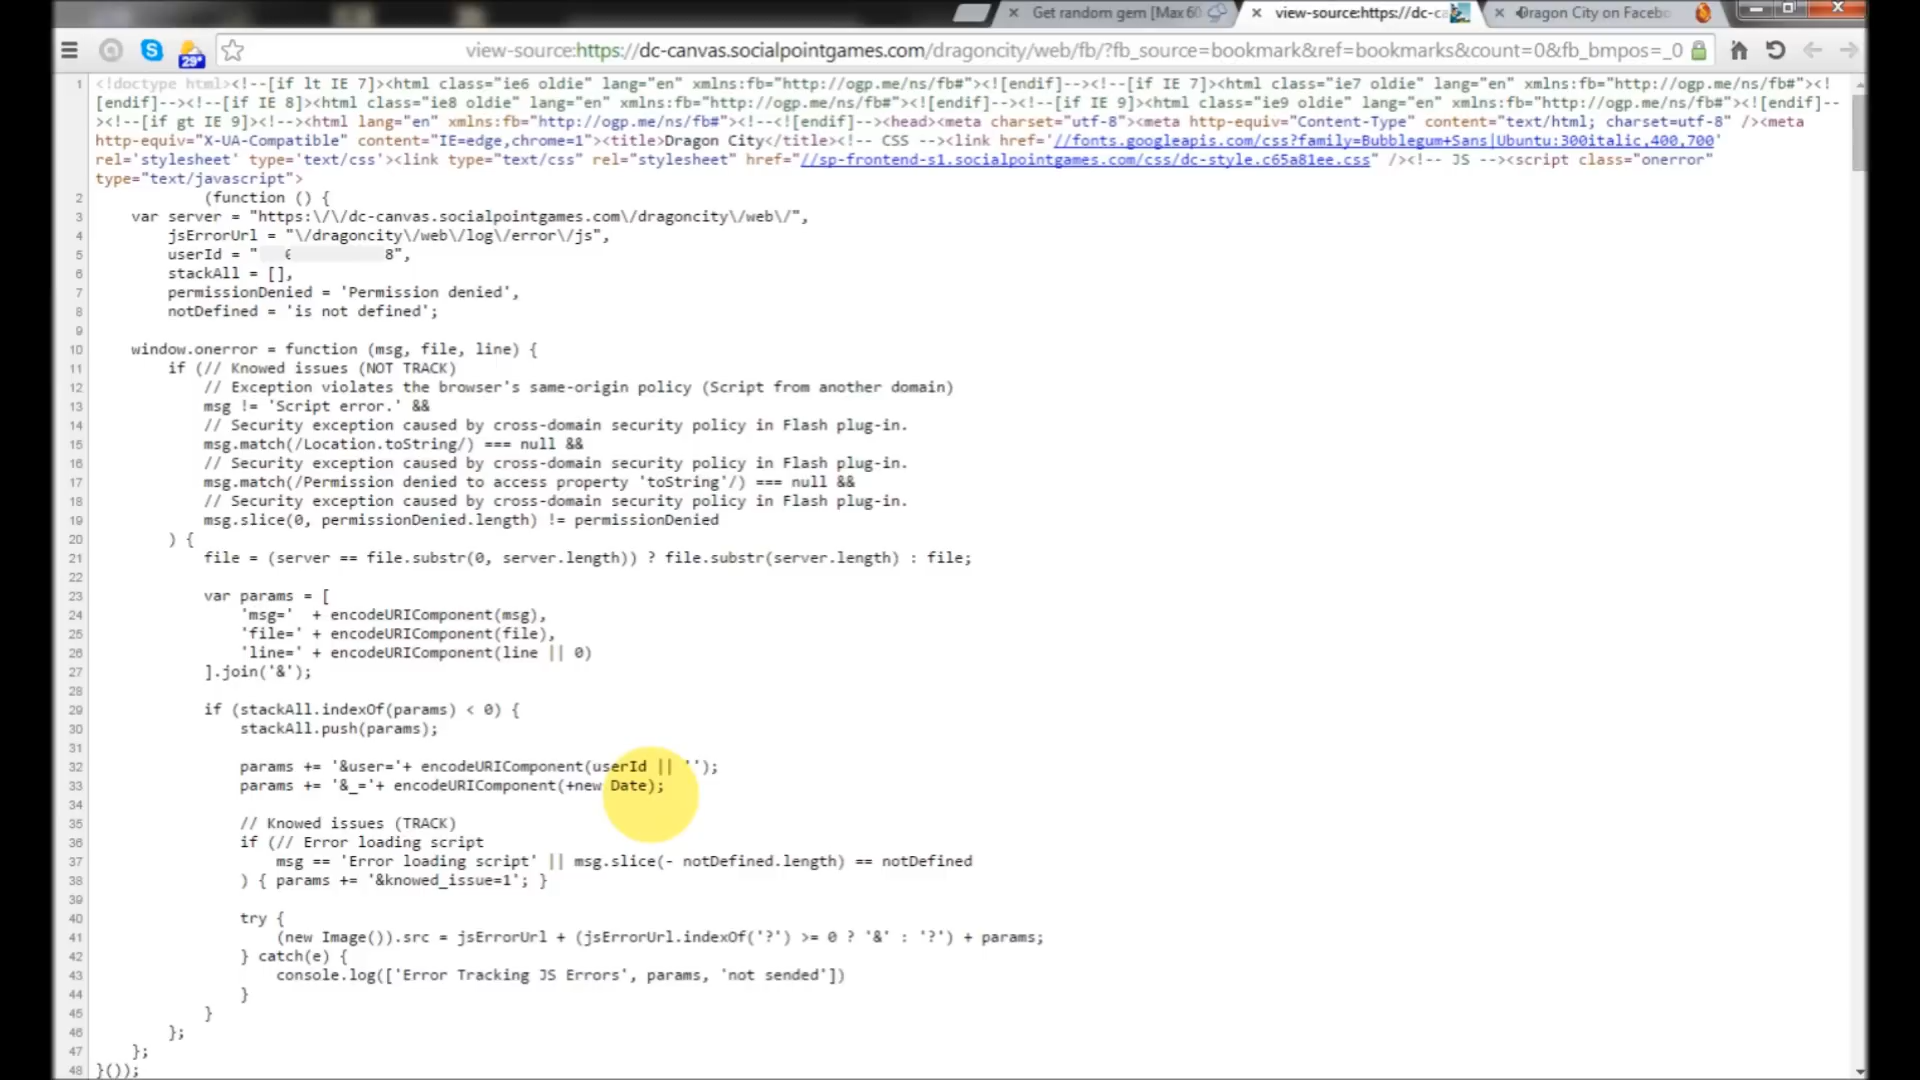 Get random gem [Max 60
view-source:https://dc-ca
Dragon City on Facebo
29°
view-source:https://dc-canvas.socialpointgames.com/dragoncity/web/fb/?fb_source=bookmark&ref=bookmarks&count=0&fb_bmpos=_0
1 <!doctype html><!--[if lt IE 7]><html class="ie6 oldie" lang="en" xmlns:fb="http://ogp.me/ns/fb#"><![endif]--><!--[if IE 7]><html class="ie7 oldie" lang="en" xmlns:fb="http://ogp.me/ns/fb#"><!
[endif]--><!--[if IE 8]><html class="ie8 oldie" lang="en" xmlns:fb="http://ogp.me/ns/fb#"><![endif]--><!--[if IE 9]><html class="ie9 oldie" lang="en" xmlns:fb="http://ogp.me/ns/fb#"><![endif]--
><!--[if gt IE 9]><!--><html lang="en" xmlns:fb="http://ogp.me/ns/fb#"><!--<![endif]--><head><meta charset="utf-8"><meta http-equiv="Content-Type" content="text/html; charset=utf-8" /><meta
http-equiv="X-UA-Compatible" content="IE=edge,chrome=1"><title>Dragon City</title><!-- CSS --><link href='//fonts.googleapis.com/css?family=Bubblegum+Sans|Ubuntu:300italic,400,700'
rel='stylesheet' type='text/css'><link type="text/css" rel="stylesheet" href="//sp-frontend-s1.socialpointgames.com/css/dc-style.c65a81ee.css" /><!-- JS --><script class="onerror"
type="text/javascript">
2 (function () {
3 var server = "https:\/\/dc-canvas.socialpointgames.com\/dragoncity\/web\/",
4 jsErrorUrl = "\/dragoncity\/web\/log\/error\/js",
5 userId = " 8",
6 stackAll = [],
7 permissionDenied = 'Permission denied',
8 notDefined = 'is not defined';
9
10 window.onerror = function (msg, file, line) {
11 if (// Knowed issues (NOT TRACK)
12 // Exception violates the browser's same-origin policy (Script from another domain)
13 msg != 'Script error.' &&
14 // Security exception caused by cross-domain security policy in Flash plug-in.
15 msg.match(/Location.toString/) === null &&
16 // Security exception caused by cross-domain security policy in Flash plug-in.
17 msg.match(/Permission denied to access property 'toString'/) === null &&
18 // Security exception caused by cross-domain security policy in Flash plug-in.
19 msg.slice(0, permissionDenied.length) != permissionDenied
20 ) {
21 file = (server == file.substr(0, server.length)) ? file.substr(server.length) : file;
22
23 var params = [
24 'msg=' + encodeURIComponent(msg),
25 'file=' + encodeURIComponent(file),
26 'line=' + encodeURIComponent(line || 0)
27 ].join('&');
28
29 if (stackAll.indexOf(params) < 0) {
30 stackAll.push(params);
31
32 params += '&user='+ encodeURIComponent(userId || '');
33 params += '&_='+ encodeURIComponent(+new Date);
34
35 // Knowed issues (TRACK)
36 if (// Error loading script
37 msg == 'Error loading script' || msg.slice(- notDefined.length) == notDefined
38 ) { params += '&knowed_issue=1'; }
39
40 try {
41 (new Image()).src = jsErrorUrl + (jsErrorUrl.indexOf('?') >= 0 ? '&' : '?') + params;
42 } catch(e) {
43 console.log(['Error Tracking JS Errors', params, 'not sended'])
44 }
45 }
46 };
47 };
48 }());